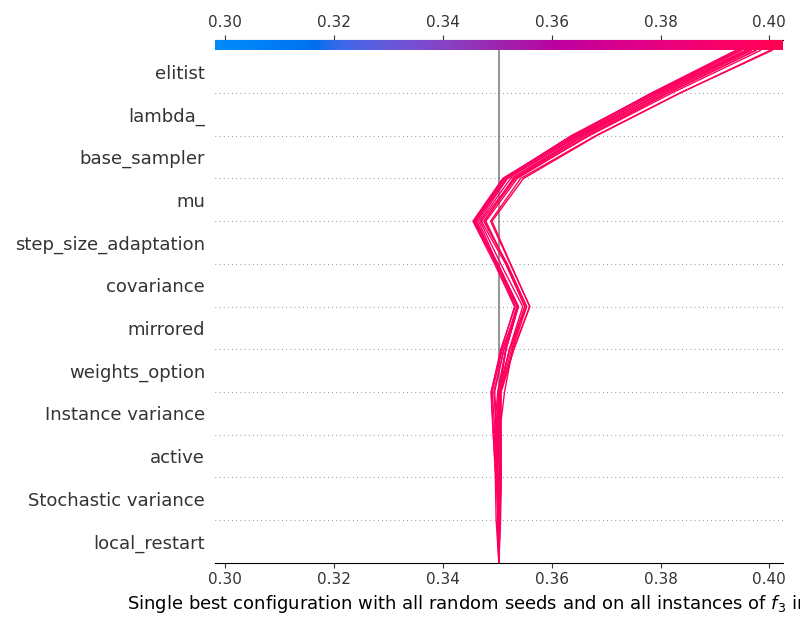 0.30 0.32 0.34 0.36 0.38 0.40
elitist
lambda_
base_sampler
mu
step_size_adaptation
covariance
mirrored
weights_option
Instance variance
active
Stochastic variance
local_restart
0.30 0.32 0.34 0.36 0.38 0.40
Single best configuration with all random seeds and on all instances of f3